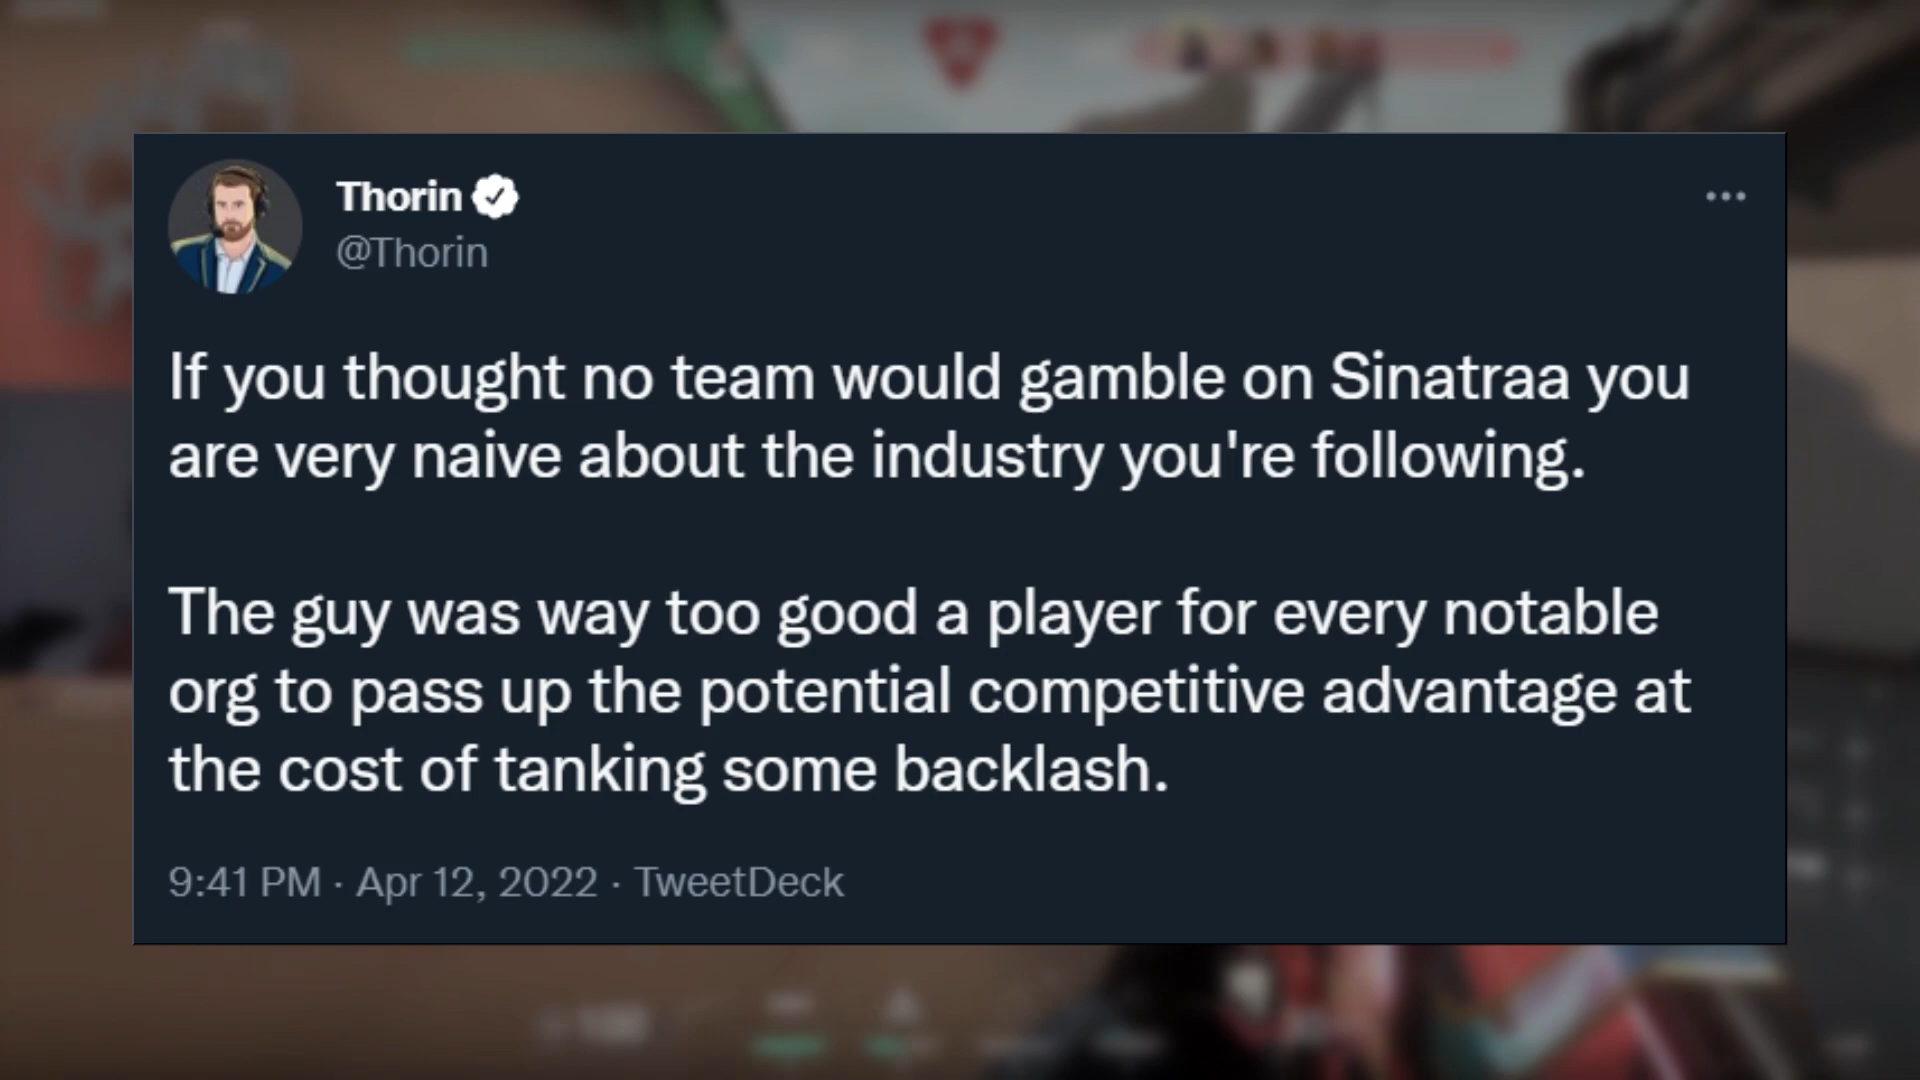 Thorin
@Thorin
If you thought no team would gamble on Sinatraa you
are very naive about the industry you're following.
The guy was way too good a player for every notable
org to pass up the potential competitive advantage at
the cost of tanking some backlash.
9:41 PM · Apr 12, 2022 · TweetDeck